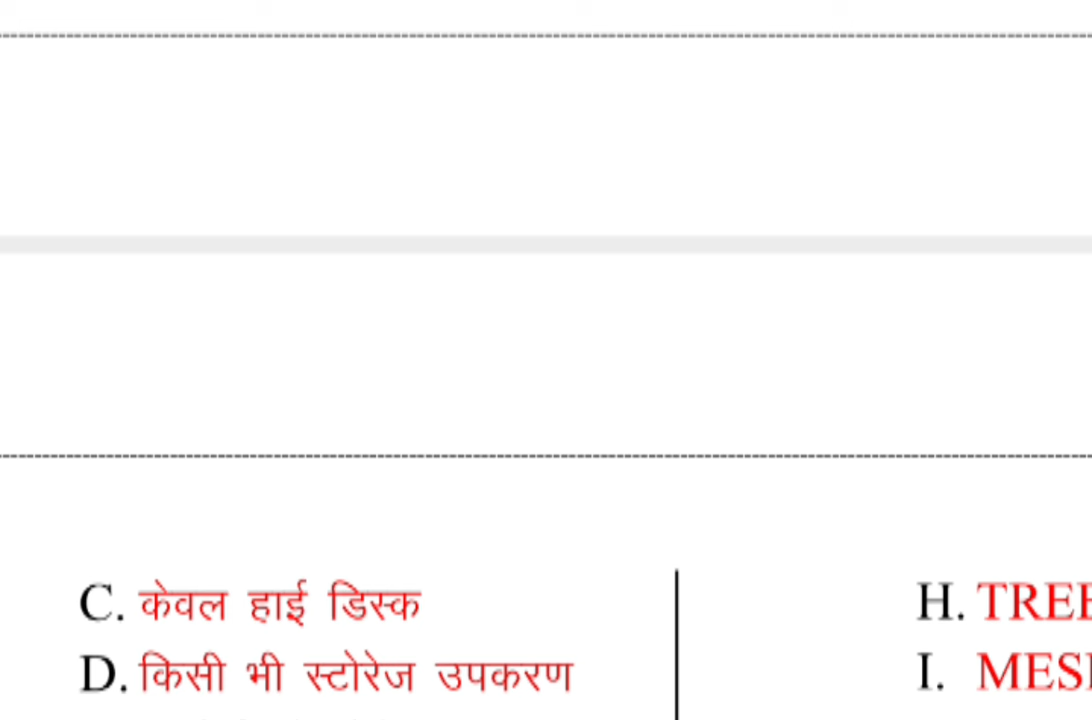 C. केवल हाई डिस्क
D. किसी भी स्टोरेज उपकरण
H.
I.